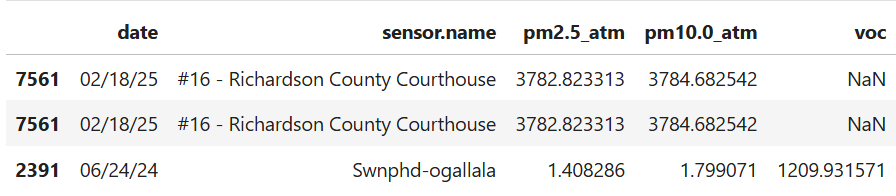 date sensor.name pm2.5_atm pm10.0_atm voc
7561 02/18/25 #16 - Richardson County Courthouse 3782.823313 3784.682542 NaN
7561 02/18/25 #16 - Richardson County Courthouse 3782.823313 3784.682542 NaN
2391 06/24/24 Swnphd-ogallala 1.408286 1.799071 1209.931571